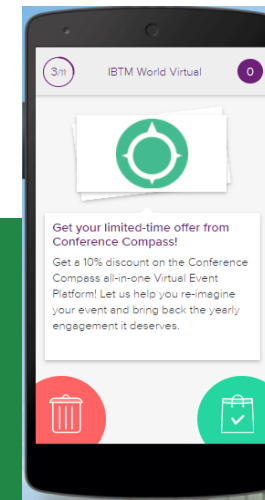 3/11 IBTM World Virtual 0
Get your limited-time offer from
Conference Compass!
Get a 10% discount on the Conference
Compass all-in-one Virtual Event
Platform! Let us help you re-imagine
your event and bring back the yearly
engagement it deserves.